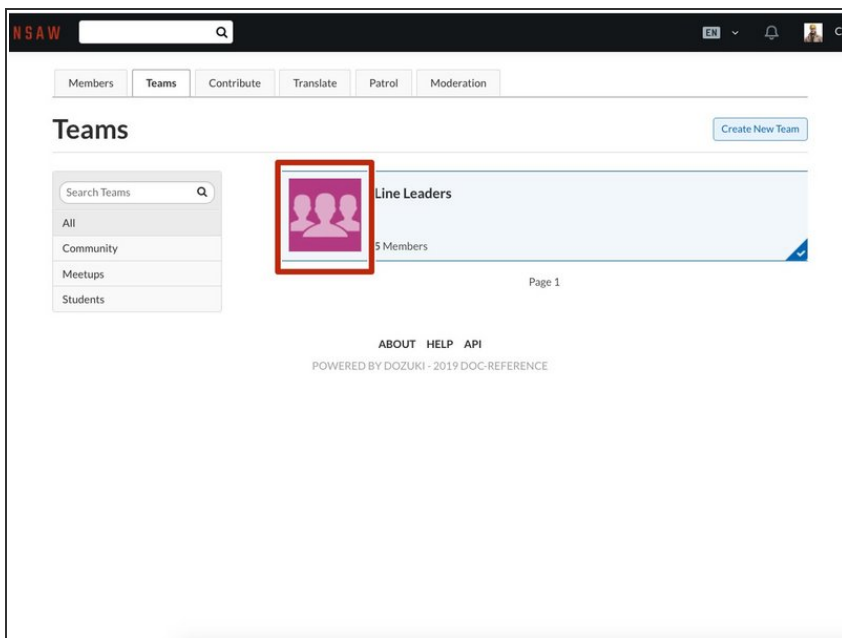 NSAW
EN
Members Teams Contribute Translate Patrol Moderation
Teams
Create New Team
Search Teams
All
Community
Meetups
Students
Line Leaders
5 Members
Page 1
ABOUT HELP API
POWERED BY DOZUKI - 2019 DOC-REFERENCE